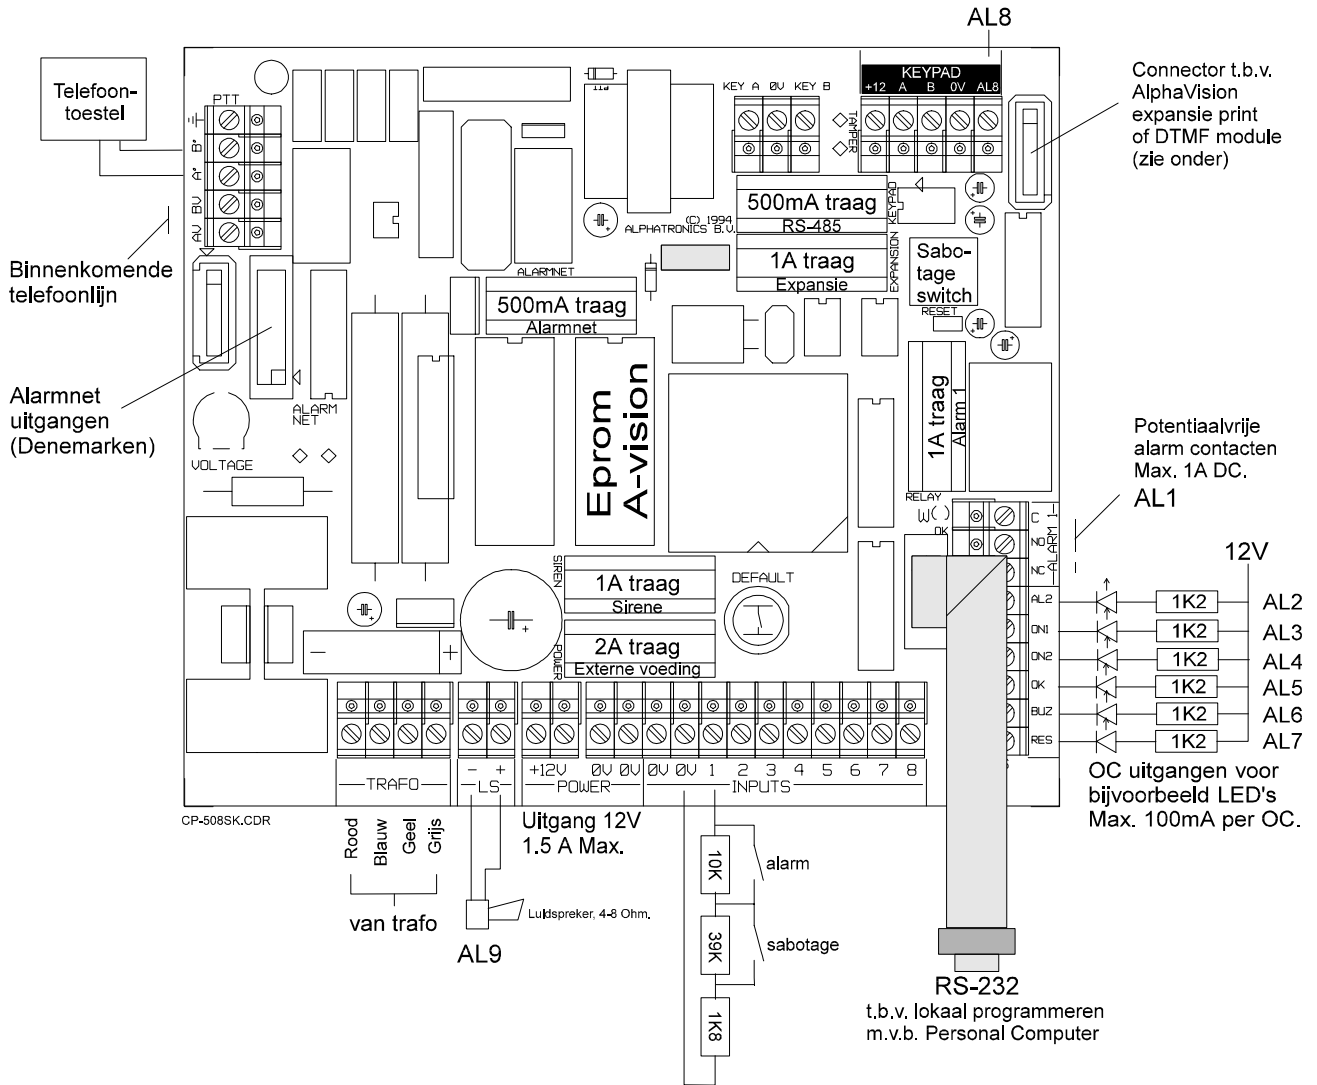 AL8
Telefoon-
toestel
PTT
B'
A'
BV
AV
Binnenkomende
telefoonlijn
Alarmnet
uitgangen
(Denemarken)
ALARM
NET
VOLTAGE
PTT
KEY A 0V KEY B
TAMPER
KEYPAD
+12 A B 0V AL8
Connector t.b.v.
AlphaVision
expansie print
of DTMF module
(zie onder)
(C) 1994
ALPHATRONICS B.V.
500mA traag
RS-485
KEYPAD
1A traag
Expansie
EXPANSION
Sabo-
tage
switch
RESET
ALARMNET
500mA traag
Alarmnet
Eprom
A-vision
1A traag
Alarm 1
Potentiaalvrije
alarm contacten
Max. 1A DC.
AL1
RELAY
W( )
OK
C
NO
NC
ALARM 1
AL2
ON1
ON2
OK
BUZ
RES
12V
1K2 AL2
1K2 AL3
1K2 AL4
1K2 AL5
1K2 AL6
1K2 AL7
OC uitgangen voor
bijvoorbeeld LED's
Max. 100mA per OC.
SIREN
1A traag
Sirene
DEFAULT
POWER
2A traag
Externe voeding
- +
- + +12V 0V 0V 0V 0V 1 2 3 4 5 6 7 8
TRAFO LS POWER INPUTS
CP-508SK.CDR
Rood
Blauw
Geel
Grijs
van trafo
Uitgang 12V
1.5 A Max.
Luidspreker, 4-8 Ohm.
AL9
10K
alarm
39K
sabotage
1K8
RS-232
t.b.v. lokaal programmeren
m.v.b. Personal Computer